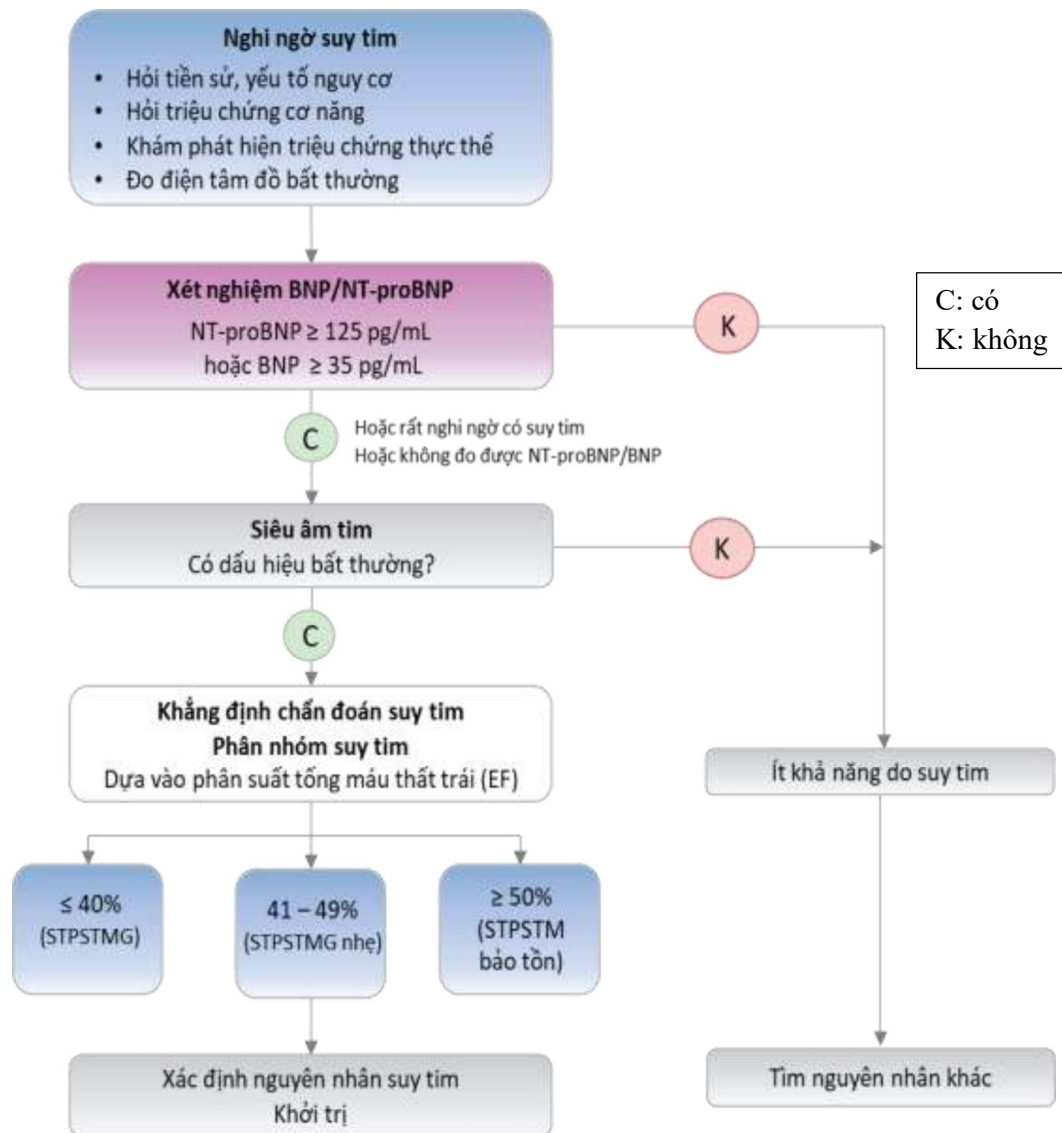 Nghi ngờ suy tim
• Hỏi tiền sử, yếu tố nguy cơ
• Hỏi triệu chứng cơ năng
• Khám phát hiện triệu chứng thực thể
• Đo điện tâm đồ bất thường
Xét nghiệm BNP/NT-proBNP
NT-proBNP ≥ 125 pg/mL
hoặc BNP ≥ 35 pg/mL
K
C: có
K: không
C
Hoặc rất nghi ngờ có suy tim
Hoặc không đo được NT-proBNP/BNP
Siêu âm tim
Có dấu hiệu bất thường?
K
C
Khẳng định chẩn đoán suy tim
Phân nhóm suy tim
Dựa vào phân suất tống máu thất trái (EF)
Ít khả năng do suy tim
≤ 40%
(STPSTMG)
41 – 49%
(STPSTMG nhẹ)
≥ 50%
(STPSTM
bảo tồn)
Xác định nguyên nhân suy tim
Khởi trị
Tìm nguyên nhân khác